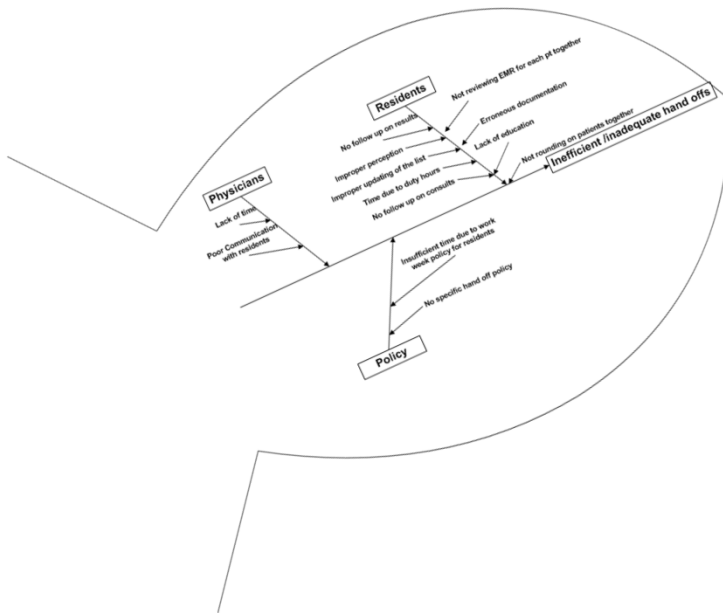 Residents
Not reviewing EMR for each pt together
No follow up on results
Erroneous documentation
Improper perception
Lack of education
Improper updating of the list
Time due to duty hours
No follow up on consults
Not rounding on patients together
Inefficient /inadequate hand offs
Physicians
Lack of time
Poor Communication
with residents
Insufficient time due to work
week policy for residents
No specific hand off policy
Policy